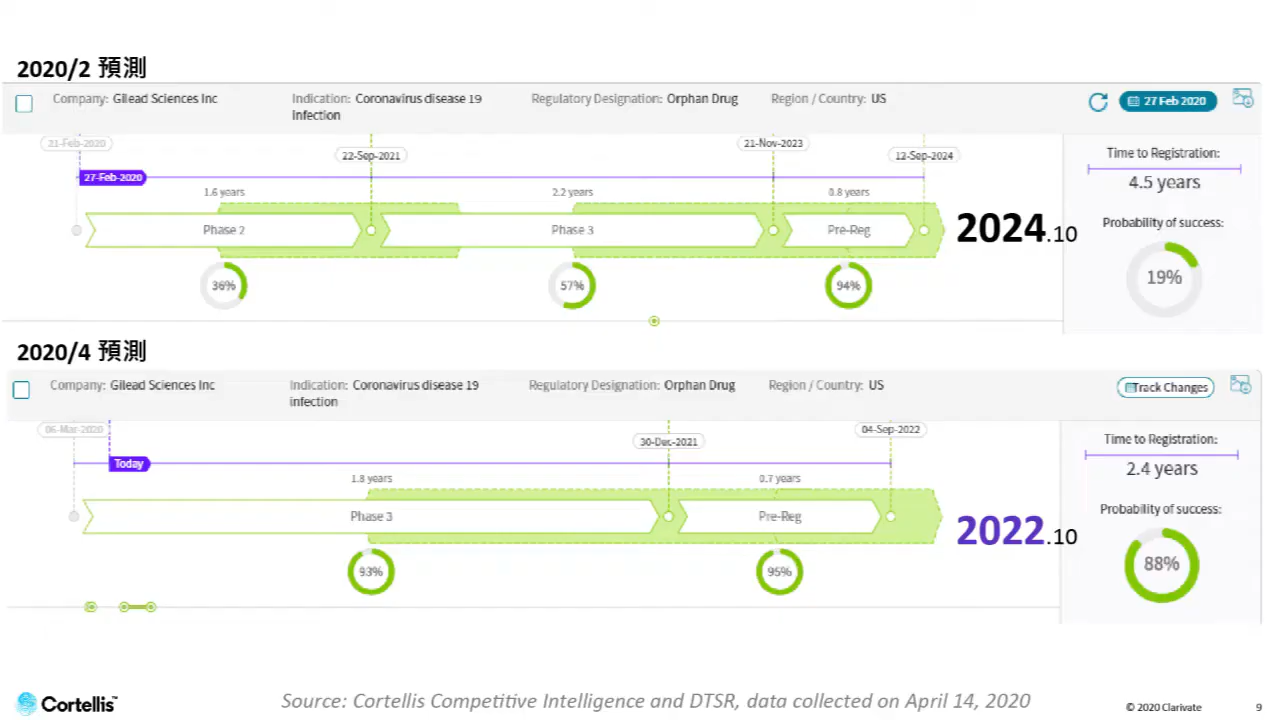 2020/2 預測
Company: Gilead Sciences Inc
Indication: Coronavirus disease 19
Infection
Regulatory Designation: Orphan Drug
Region / Country: US
27 Feb 2020
21-Feb-2020
22-Sep-2021
21-Nov-2023
12-Sep-2024
27-Feb-2020
1.6 years
2.2 years
0.8 years
Phase 2
Phase 3
Pre-Reg
2024.10
36%
57%
94%
Time to Registration:
4.5 years
Probability of success:
19%
2020/4 預測
Company: Gilead Sciences Inc
Indication: Coronavirus disease 19
infection
Regulatory Designation: Orphan Drug
Region / Country: US
Track Changes
06-Mar-2020
30-Dec-2021
04-Sep-2022
Today
1.8 years
0.7 years
Phase 3
Pre-Reg
2022.10
93%
95%
Time to Registration:
2.4 years
Probability of success:
88%
Cortellis™
Source: Cortellis Competitive Intelligence and DTSR, data collected on April 14, 2020
© 2020 Clarivate
9